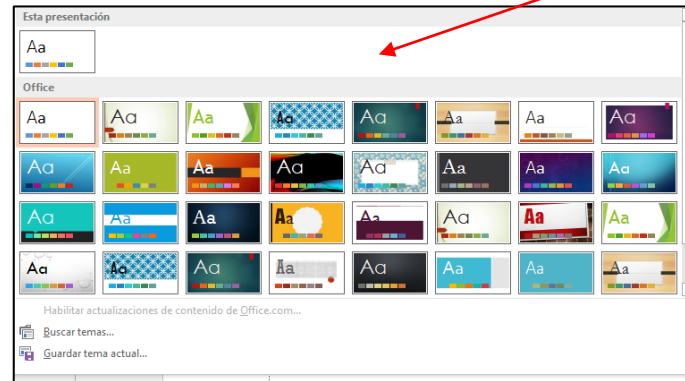 Esta presentación
Aa
Office
Aa Aa Aa Aa Aa Aa Aa Aa
Aa Aa Aa Aa Aa Aa Aa Aa
Aa Aa Aa Aa Aa Aa Aa Aa
Aa Aa Aa Aa Aa Aa Aa Aa
Habilitar actualizaciones de contenido de Office.com...
Buscar temas...
Guardar tema actual...